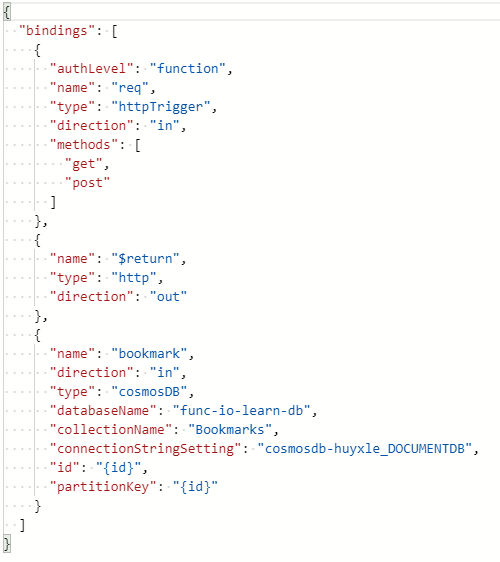 {
  "bindings": [
    {
      "authLevel": "function",
      "name": "req",
      "type": "httpTrigger",
      "direction": "in",
      "methods": [
        "get",
        "post"
      ]
    },
    {
      "name": "$return",
      "type": "http",
      "direction": "out"
    },
    {
      "name": "bookmark",
      "direction": "in",
      "type": "cosmosDB",
      "databaseName": "func-io-learn-db",
      "collectionName": "Bookmarks",
      "connectionStringSetting": "cosmosdb-huyxle_DOCUMENTDB",
      "id": "{id}",
      "partitionKey": "{id}"
    }
  ]
}